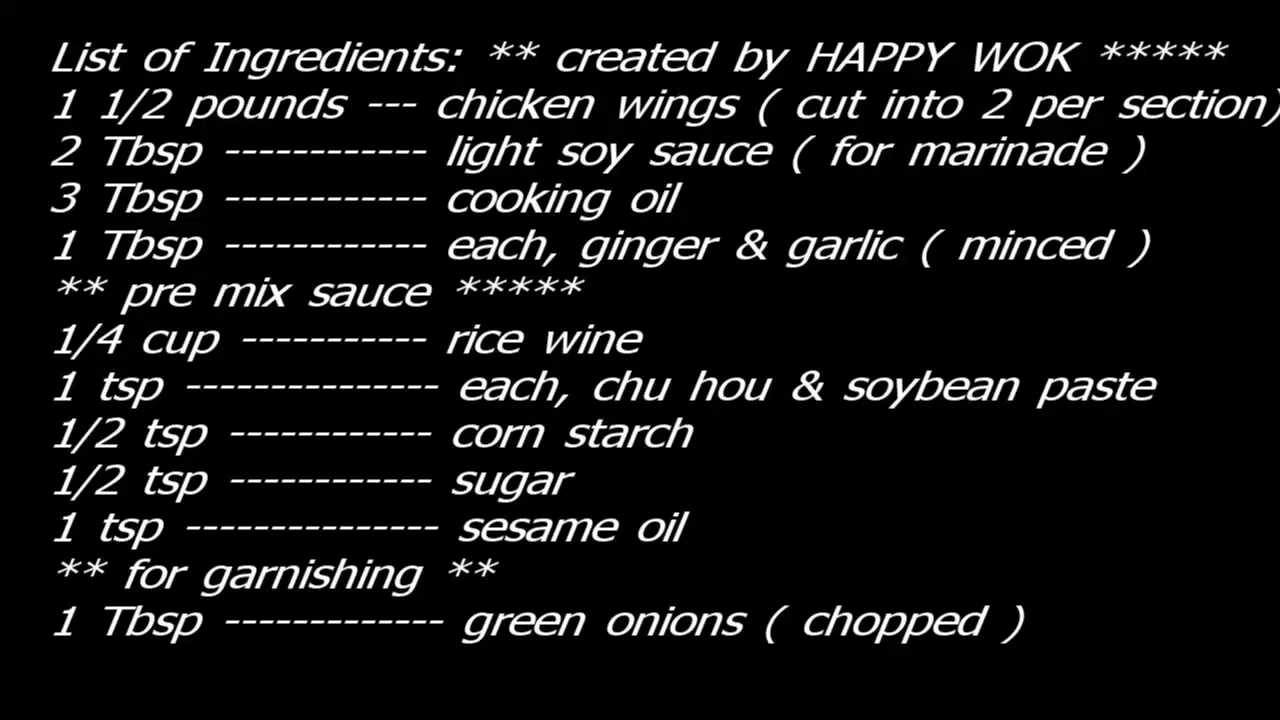 List of Ingredients: ** created by HAPPY WOK *****
1 1/2 pounds --- chicken wings ( cut into 2 per section)
2 Tbsp ------------ light soy sauce ( for marinade )
3 Tbsp ------------ cooking oil
1 Tbsp ------------ each, ginger & garlic ( minced )
** pre mix sauce *****
1/4 cup ----------- rice wine
1 tsp --------------- each, chu hou & soybean paste
1/2 tsp ------------ corn starch
1/2 tsp ------------ sugar
1 tsp --------------- sesame oil
** for garnishing **
1 Tbsp ------------- green onions ( chopped )